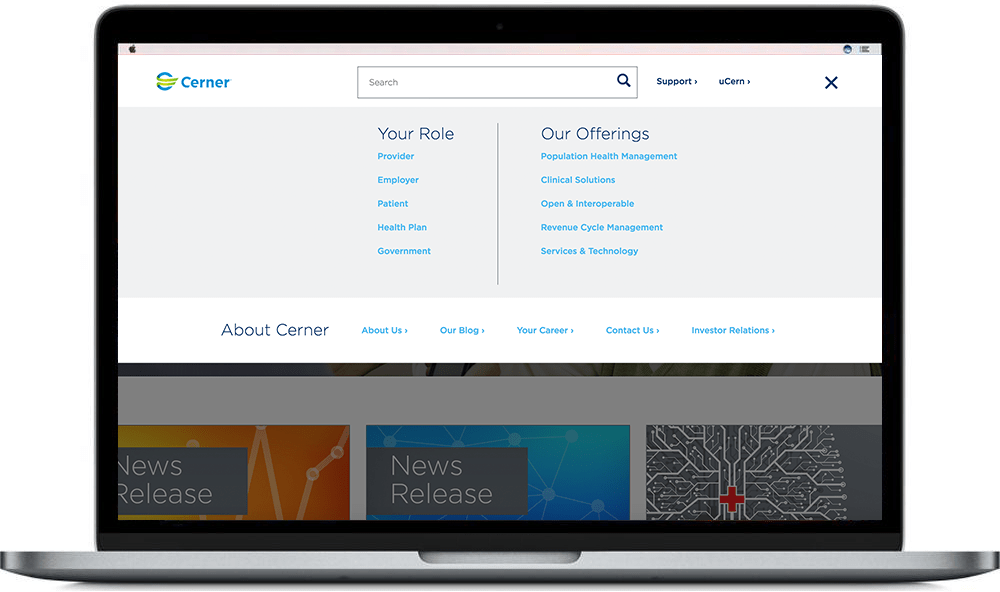 Cerner
Search
Support ›
uCern ›
Your Role
Provider
Employer
Patient
Health Plan
Government
Our Offerings
Population Health Management
Clinical Solutions
Open & Interoperable
Revenue Cycle Management
Services & Technology
About Cerner
About Us ›
Our Blog ›
Your Career ›
Contact Us ›
Investor Relations ›
News
Release
News
Release